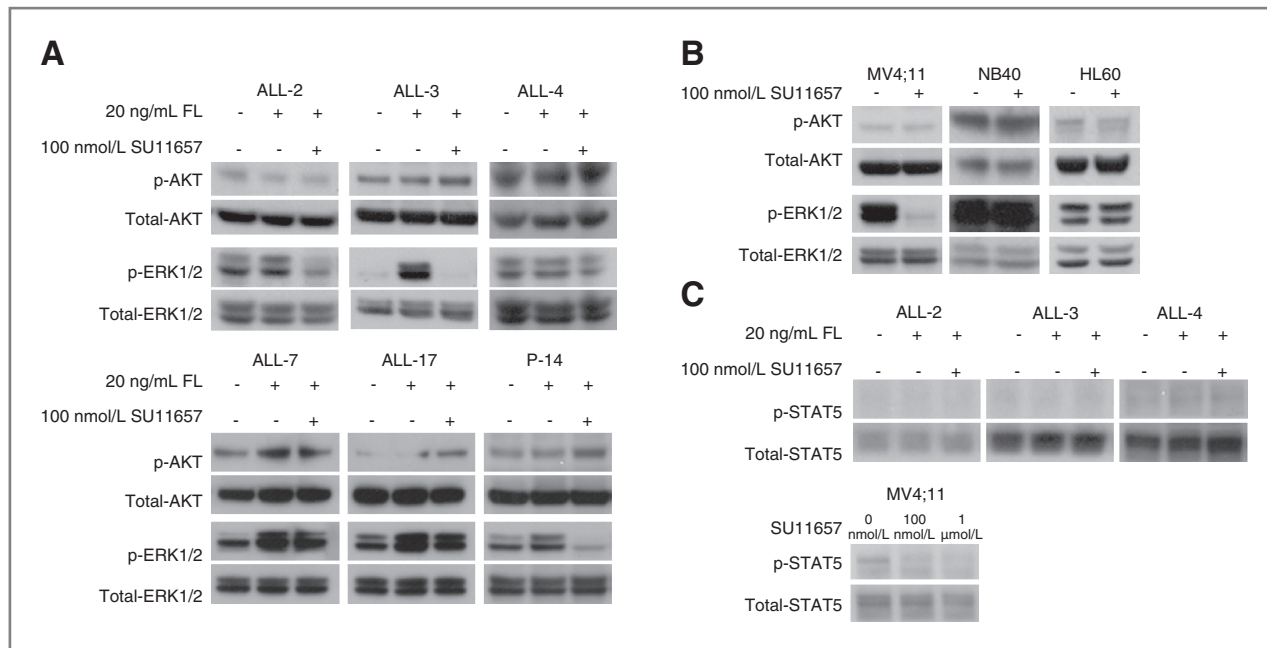 A
ALL-2 ALL-3 ALL-4
20 ng/mL FL - + + - + + - + +
100 nmol/L SU11657 - - + - - + - - +
p-AKT
Total-AKT
p-ERK1/2
Total-ERK1/2
ALL-7 ALL-17 P-14
20 ng/mL FL - + + - + + - + +
100 nmol/L SU11657 - - + - - + - - +
p-AKT
Total-AKT
p-ERK1/2
Total-ERK1/2
B
MV4;11 NB40 HL60
100 nmol/L SU11657 - + - + - +
p-AKT
Total-AKT
p-ERK1/2
Total-ERK1/2
C
ALL-2 ALL-3 ALL-4
20 ng/mL FL - + + - + + - + +
100 nmol/L SU11657 - - + - - + - - +
p-STAT5
Total-STAT5
MV4;11
SU11657 0 nmol/L 100 nmol/L 1 µmol/L
p-STAT5
Total-STAT5